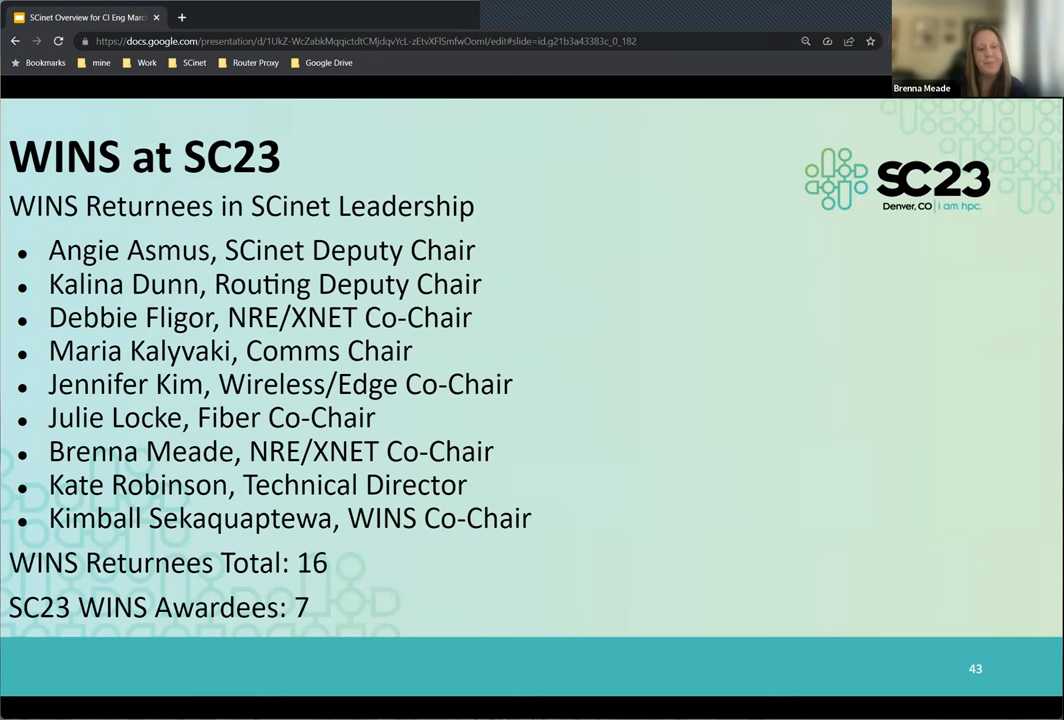 SCinet Overview for CI Eng Marc
https://docs.google.com/presentation/d/1UkZ-WcZabkMqqictdtCMjdqvYcL-zEtvXFlSmfwOomI/edit#slide=id.g21b3a43383c_0_182
Bookmarks mine Work SCinet Router Proxy Google Drive
Brenna Meade
WINS at SC23
SC23
Denver, CO | i am hpc.
WINS Returnees in SCinet Leadership
● Angie Asmus, SCinet Deputy Chair
● Kalina Dunn, Routing Deputy Chair
● Debbie Fligor, NRE/XNET Co-Chair
● Maria Kalyvaki, Comms Chair
● Jennifer Kim, Wireless/Edge Co-Chair
● Julie Locke, Fiber Co-Chair
● Brenna Meade, NRE/XNET Co-Chair
● Kate Robinson, Technical Director
● Kimball Sekaquaptewa, WINS Co-Chair
WINS Returnees Total: 16
SC23 WINS Awardees: 7
43